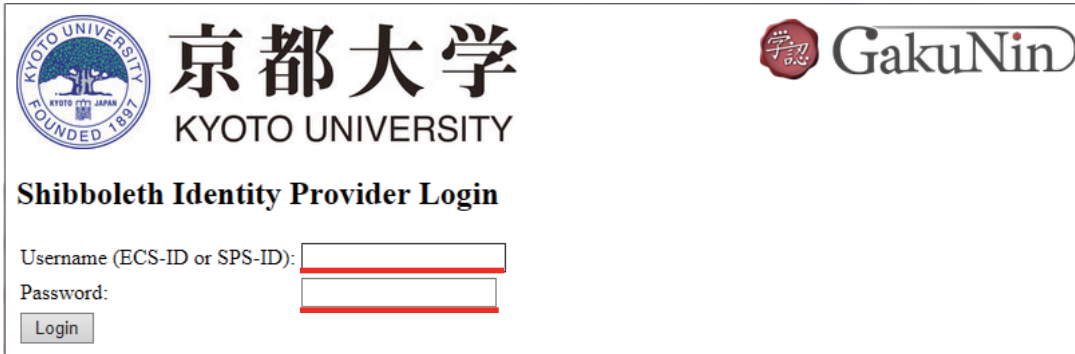 KYOTO UNIVERSITY
KYOTO JAPAN
FOUNDED 1897
京都大学
KYOTO UNIVERSITY
学認
GakuNin
Shibboleth Identity Provider Login
Username (ECS-ID or SPS-ID):
Password:
Login